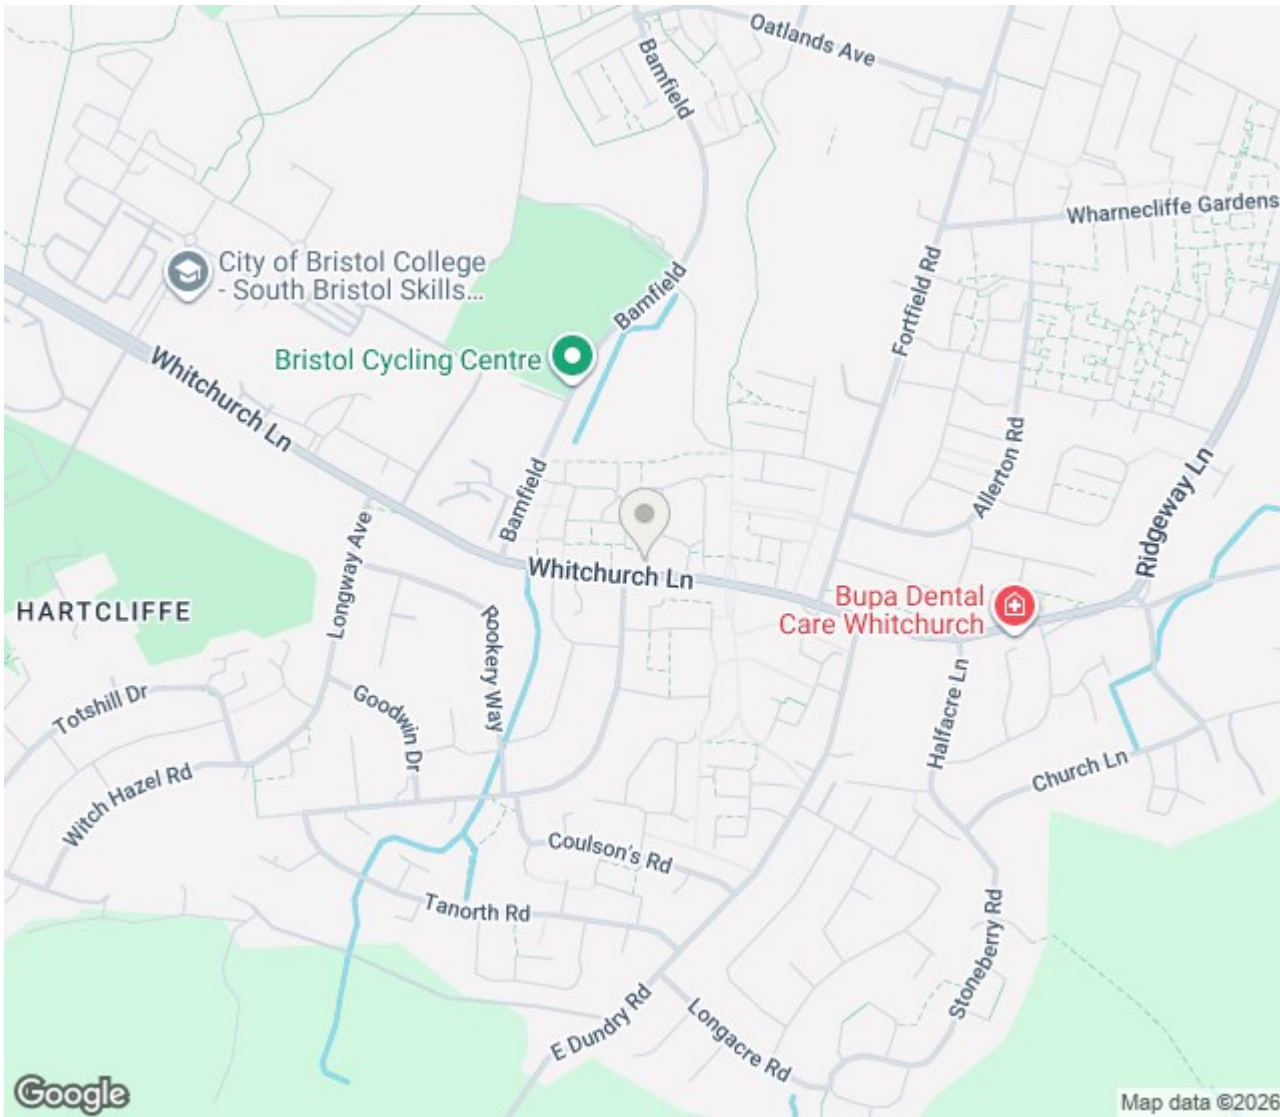 Oatlands Ave
Bamfield
Wharnecliffe Gardens
City of Bristol College
- South Bristol Skills...
Fortfield Rd
Bamfield
Bristol Cycling Centre
Whitchurch Ln
Allerton Rd
Ridgeway Ln
Bamfield
Longway Ave
Whitchurch Ln
HARTCLIFFE
Bupa Dental
Care Whitchurch
Rookery Way
Totshill Dr
Goodwin Dr
Halfacre Ln
Church Ln
Witch Hazel Rd
Coulson's Rd
Tanorth Rd
Stoneberry Rd
E Dundry Rd
Longacre Rd
Google
Map data ©2026